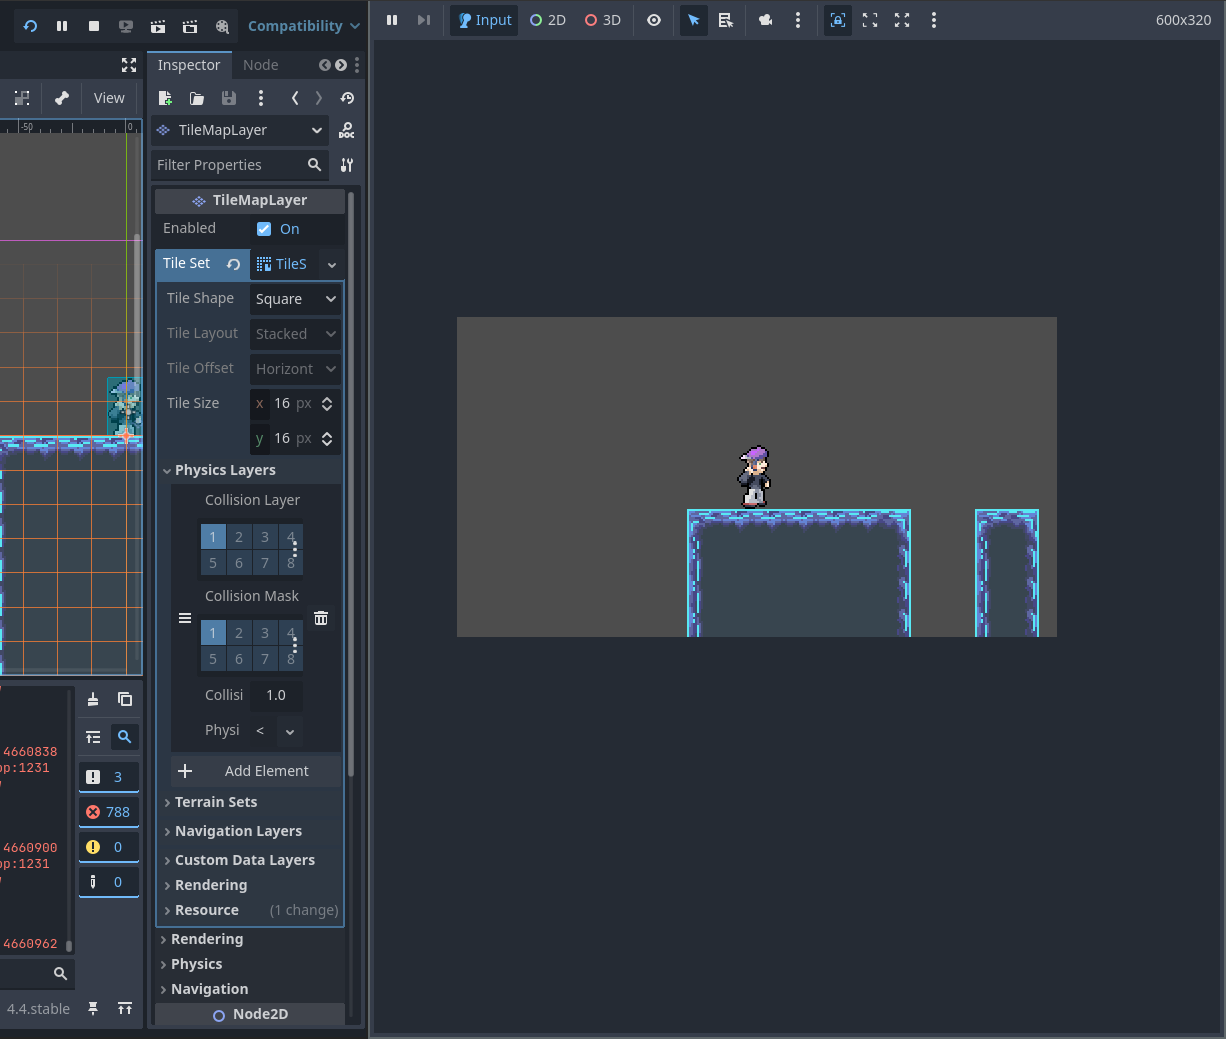 Compatibility
Input
2D
3D
600x320
Inspector
Node
View
-50
0
TileMapLayer
DOC
Filter Properties
TileMapLayer
Enabled
On
Tile Set
TileS
Tile Shape
Square
Tile Layout
Stacked
Tile Offset
Horizont
Tile Size
x 16 px
y 16 px
Physics Layers
Collision Layer
1 2 3 4
5 6 7 8
Collision Mask
1 2 3 4
5 6 7 8
Collisi 1.0
Physi <
Add Element
Terrain Sets
Navigation Layers
Custom Data Layers
Rendering
Resource (1 change)
Rendering
Physics
Navigation
Node2D
4660838
pp:1231
4660900
pp:1231
4660962
3
788
0
0
4.4.stable